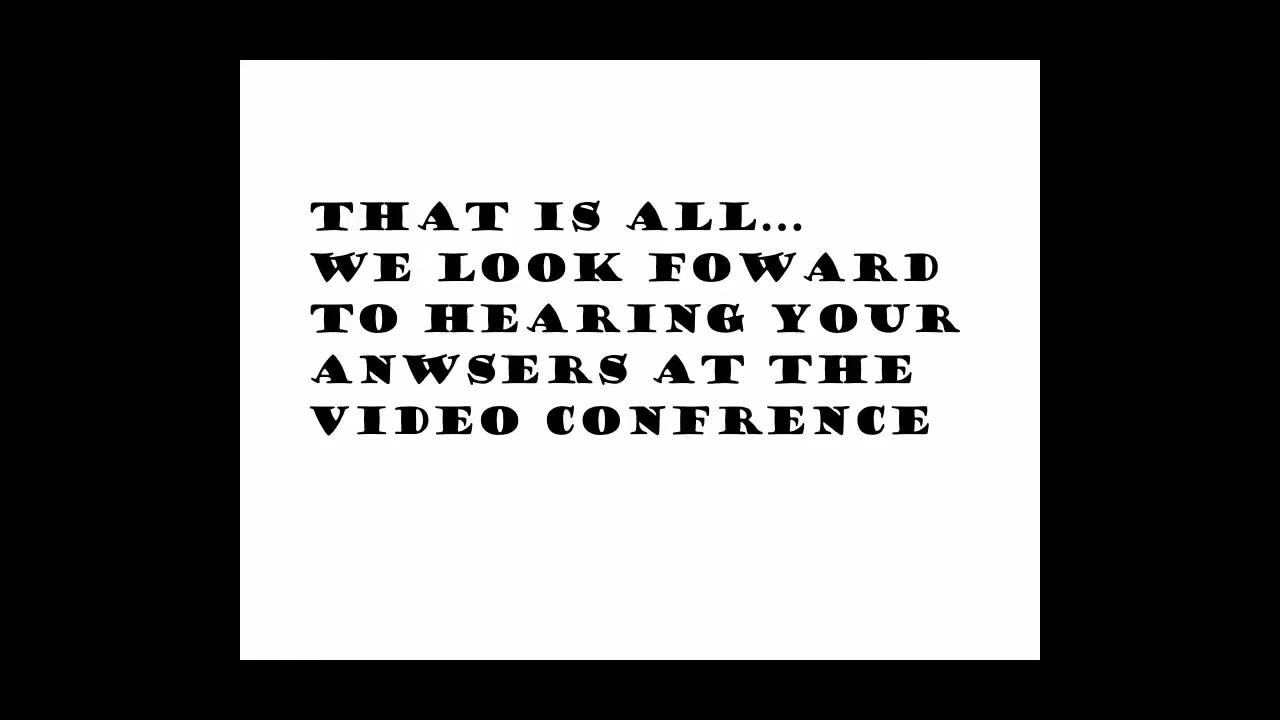 THAT IS ALL...
WE LOOK FOWARD
TO HEARING YOUR
ANWSERS AT THE
VIDEO CONFRENCE